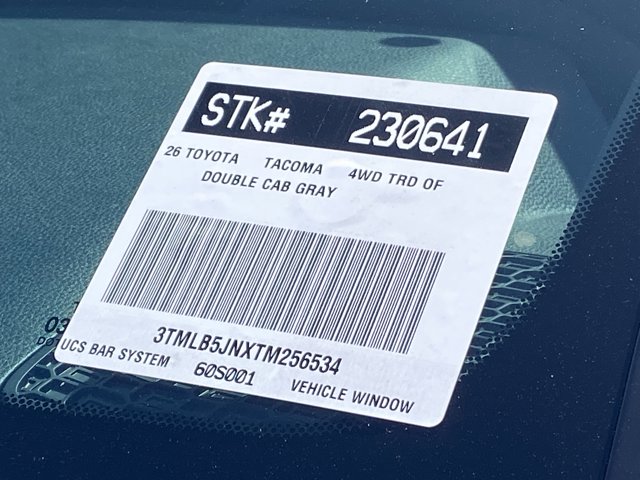 STK# 230641
26 TOYOTA TACOMA 4WD TRD OF
DOUBLE CAB GRAY
3TMLB5JNXTM256534
UCS BAR SYSTEM 60S001 VEHICLE WINDOW